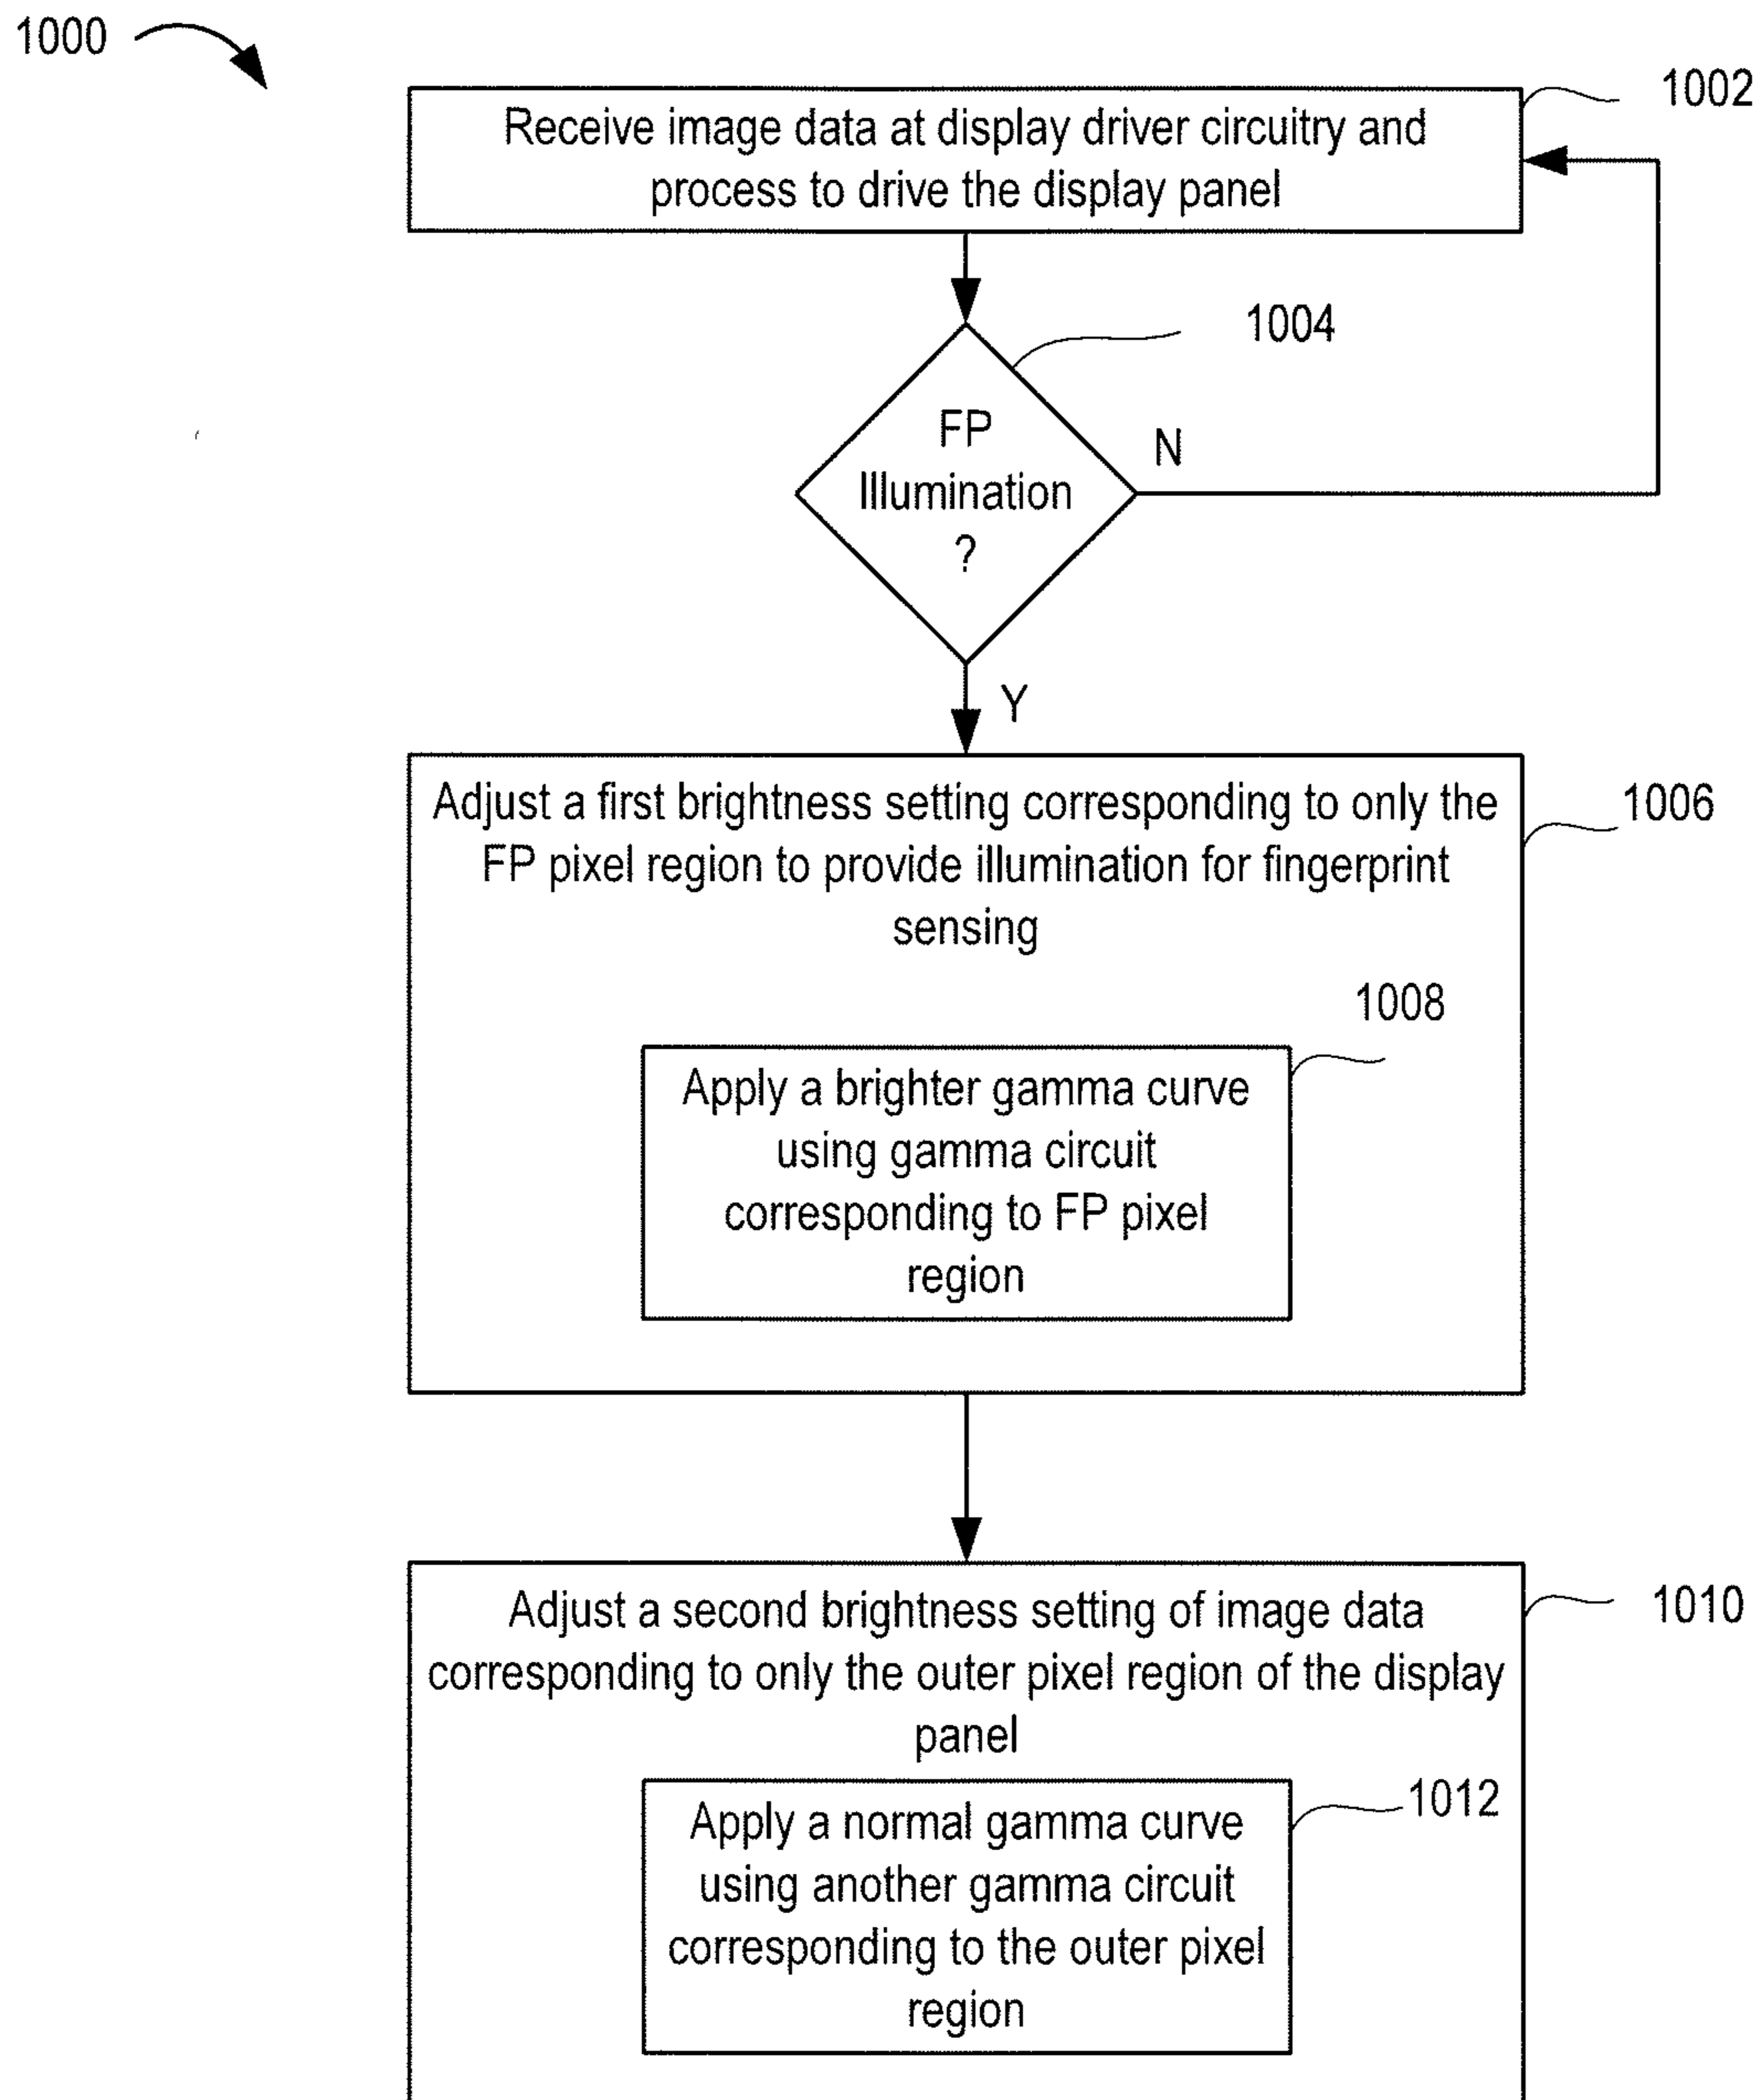 1000
1002
Receive image data at display driver circuitry and
process to drive the display panel
1004
FP
Illumination
?
N
Y
Adjust a first brightness setting corresponding to only the
FP pixel region to provide illumination for fingerprint
sensing
1006
1008
Apply a brighter gamma curve
using gamma circuit
corresponding to FP pixel
region
Adjust a second brightness setting of image data
corresponding to only the outer pixel region of the display
panel
1010
1012
Apply a normal gamma curve
using another gamma circuit
corresponding to the outer pixel
region